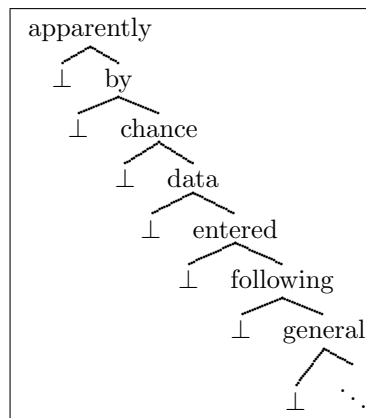 apparently
⊥ by
⊥ chance
⊥ data
⊥ entered
⊥ following
⊥ general
⊥ ⋱